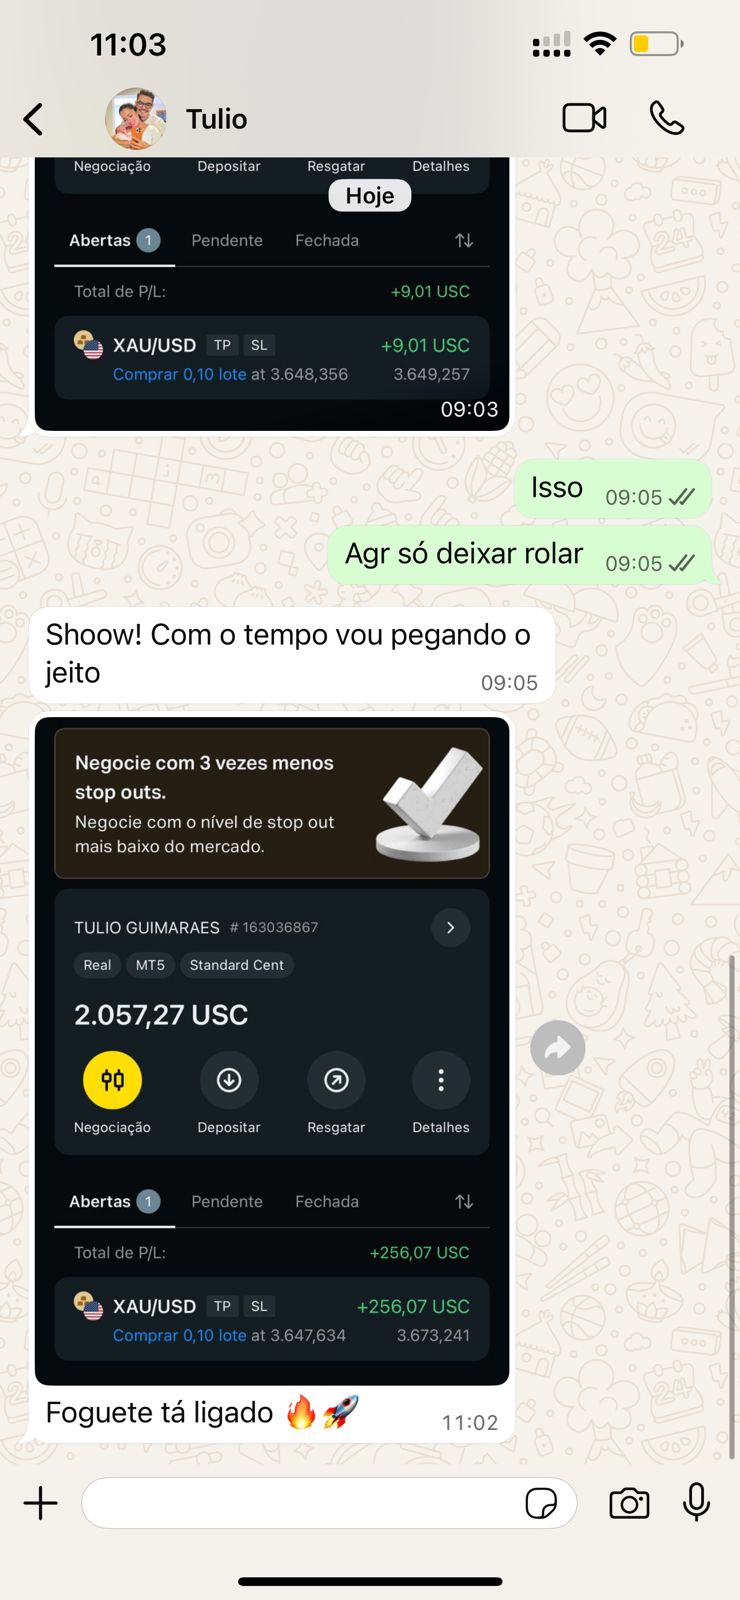 11:03
Tulio
Negociação Depositar Resgatar Detalhes
Hoje
Abertas 1 Pendente Fechada
Total de P/L: +9,01 USC
XAU/USD TP SL +9,01 USC
Comprar 0,10 lote at 3.648,356 3.649,257
09:03
Isso 09:05
Agr só deixar rolar 09:05
Shoow! Com o tempo vou pegando o
jeito 09:05
Negocie com 3 vezes menos
stop outs.
Negocie com o nível de stop out
mais baixo do mercado.
TULIO GUIMARAES # 163036867
Real MT5 Standard Cent
2.057,27 USC
Negociação Depositar Resgatar Detalhes
Abertas 1 Pendente Fechada
Total de P/L: +256,07 USC
XAU/USD TP SL +256,07 USC
Comprar 0,10 lote at 3.647,634 3.673,241
Foguete tá ligado 🔥🚀 11:02